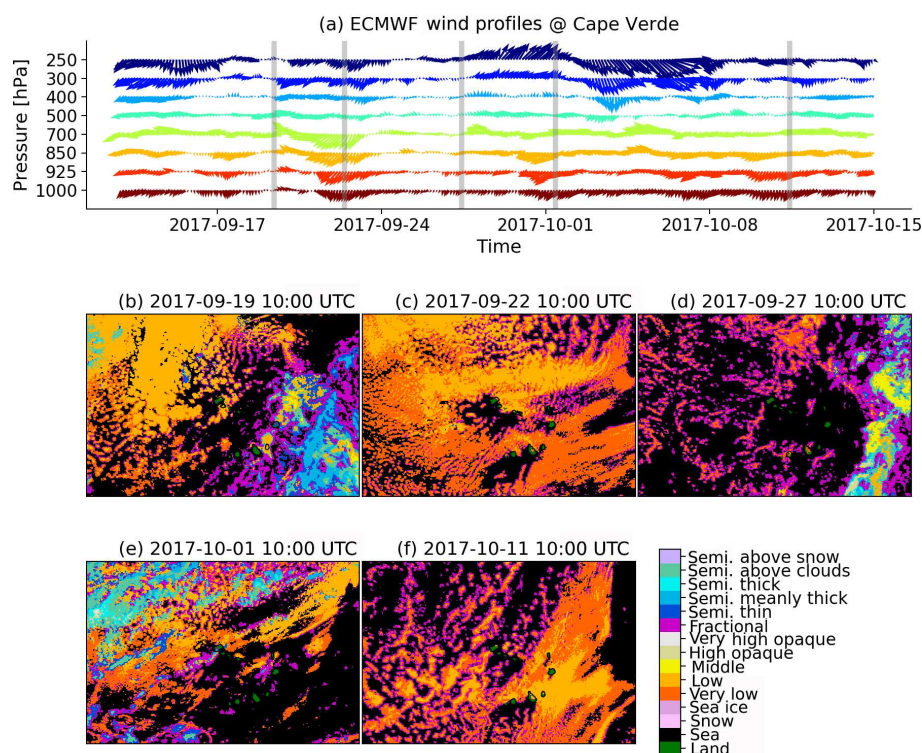 (a) ECMWF wind profiles @ Cape Verde
Pressure [hPa]
250
300
400
500
700
850
925
1000
2017-09-17
2017-09-24
2017-10-01
2017-10-08
2017-10-15
Time
(b) 2017-09-19 10:00 UTC
(c) 2017-09-22 10:00 UTC
(d) 2017-09-27 10:00 UTC
(e) 2017-10-01 10:00 UTC
(f) 2017-10-11 10:00 UTC
Semi. above snow
Semi. above clouds
Semi. thick
Semi. meanly thick
Semi. thin
Fractional
Very high opaque
High opaque
Middle
Low
Very low
Sea ice
Snow
Sea
Land